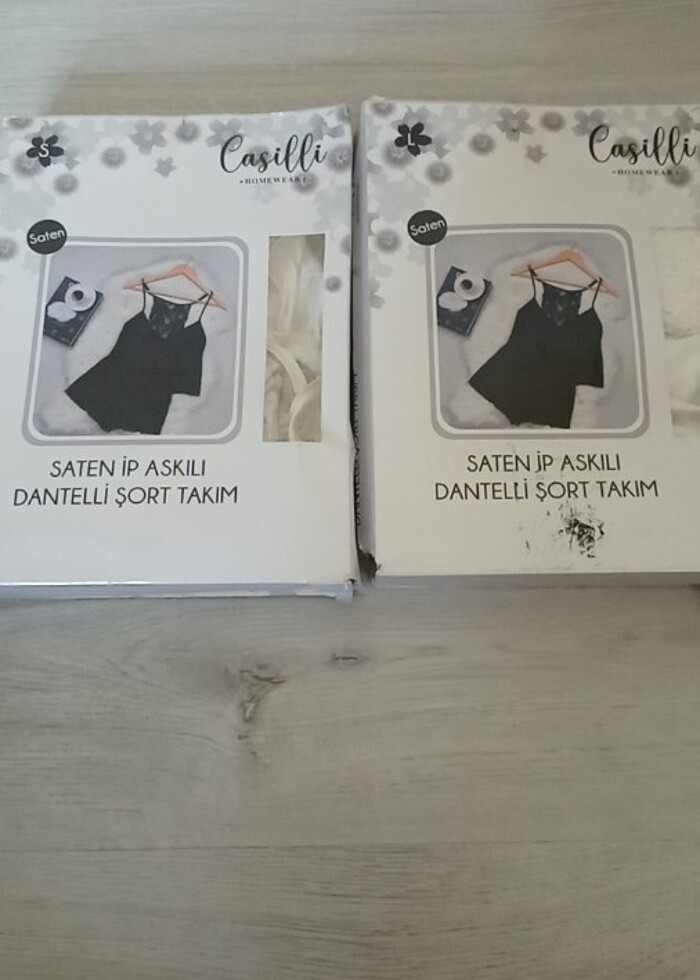 S
Casilli
HOMEWEAR
Saten
SATEN İP ASKILI
DANTELLİ ŞORT TAKIM
L
Casilli
HOMEWEAR
Saten
SATEN İP ASKILI
DANTELLİ ŞORT TAKIM